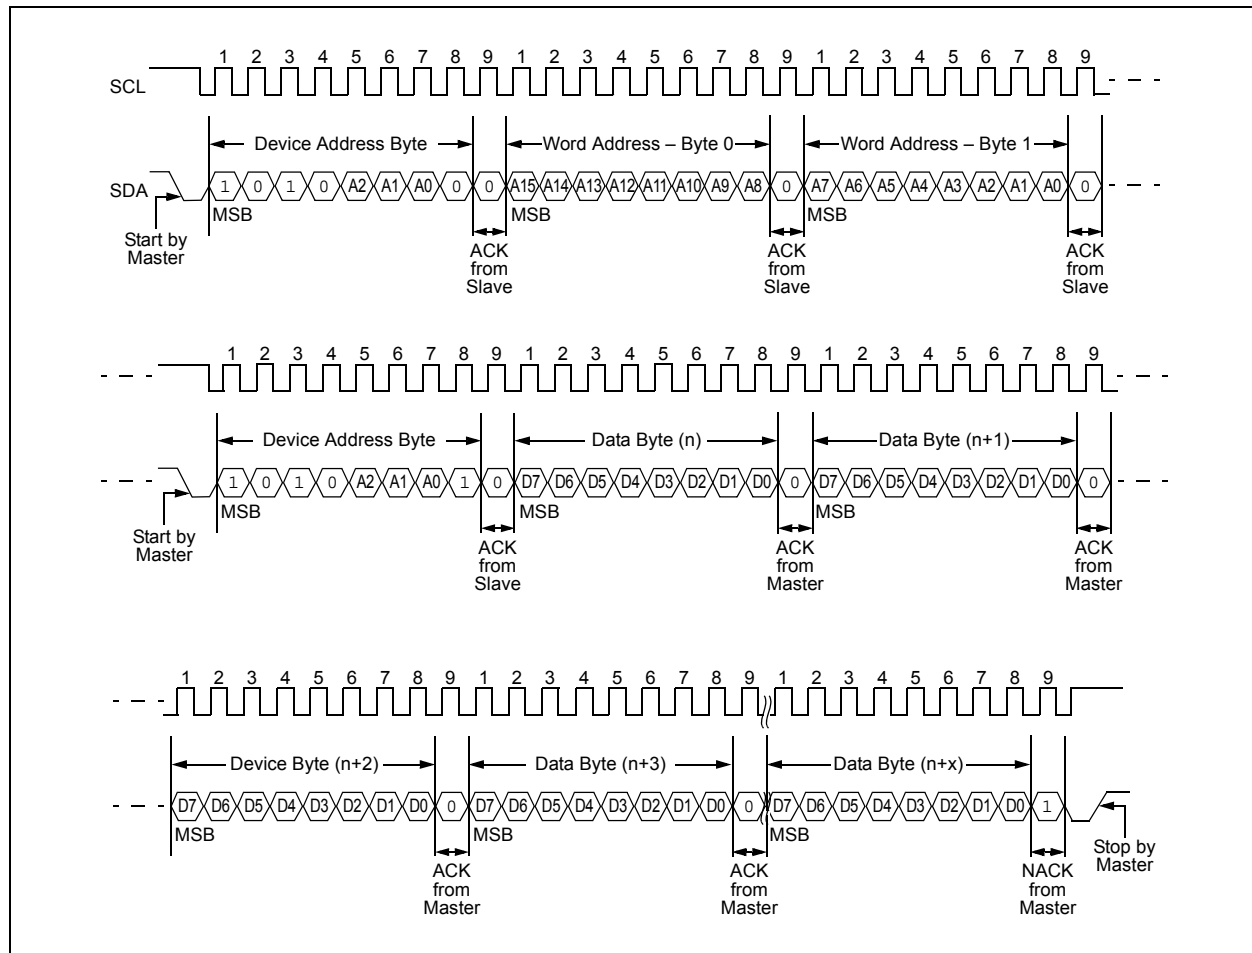 1 2 3 4 5 6 7 8 9 1 2 3 4 5 6 7 8 9 1 2 3 4 5 6 7 8 9
SCL
Device Address Byte Word Address – Byte 0 Word Address – Byte 1
SDA 1 0 1 0 A2 A1 A0 0 0 A15 A14 A13 A12 A11 A10 A9 A8 0 A7 A6 A5 A4 A3 A2 A1 A0 0
MSB MSB MSB
Start by Master
ACK from Slave
ACK from Slave
ACK from Slave
1 2 3 4 5 6 7 8 9 1 2 3 4 5 6 7 8 9 1 2 3 4 5 6 7 8 9
Device Address Byte Data Byte (n) Data Byte (n+1)
1 0 1 0 A2 A1 A0 1 0 D7 D6 D5 D4 D3 D2 D1 D0 0 D7 D6 D5 D4 D3 D2 D1 D0 0
MSB MSB MSB
Start by Master
ACK from Slave
ACK from Master
ACK from Master
1 2 3 4 5 6 7 8 9 1 2 3 4 5 6 7 8 9 1 2 3 4 5 6 7 8 9
Device Byte (n+2) Data Byte (n+3) Data Byte (n+x)
D7 D6 D5 D4 D3 D2 D1 D0 0 D7 D6 D5 D4 D3 D2 D1 D0 0 D7 D6 D5 D4 D3 D2 D1 D0 1
MSB MSB MSB
ACK from Master
ACK from Master
NACK from Master
Stop by Master